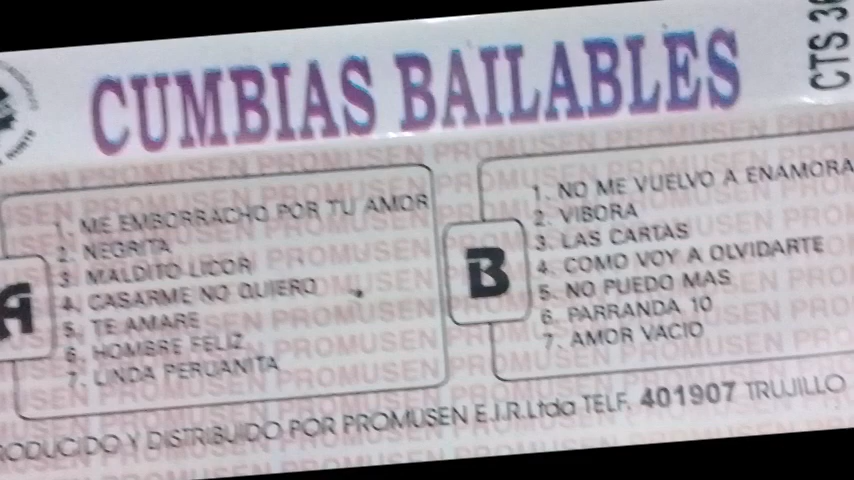 CUMBIAS BAILABLES
CTS
A
1. ME EMBORRACHO POR TU AMOR
2. NEGRITA
3. MALDITO LICOR
4. CASARME NO QUIERO
5. TE AMARE
6. HOMBRE FELIZ
7. LINDA PERUANITA
B
1. NO ME VUELVO A ENAMORA
2. VIBORA
3. LAS CARTAS
4. COMO VOY A OLVIDARTE
5. NO PUEDO MAS
6. PARRANDA 10
7. AMOR VACIO
RODUCIDO Y DISTRIBUIDO POR PROMUSEN E.I.R.Ltda TELF. 401907 TRUJILLO